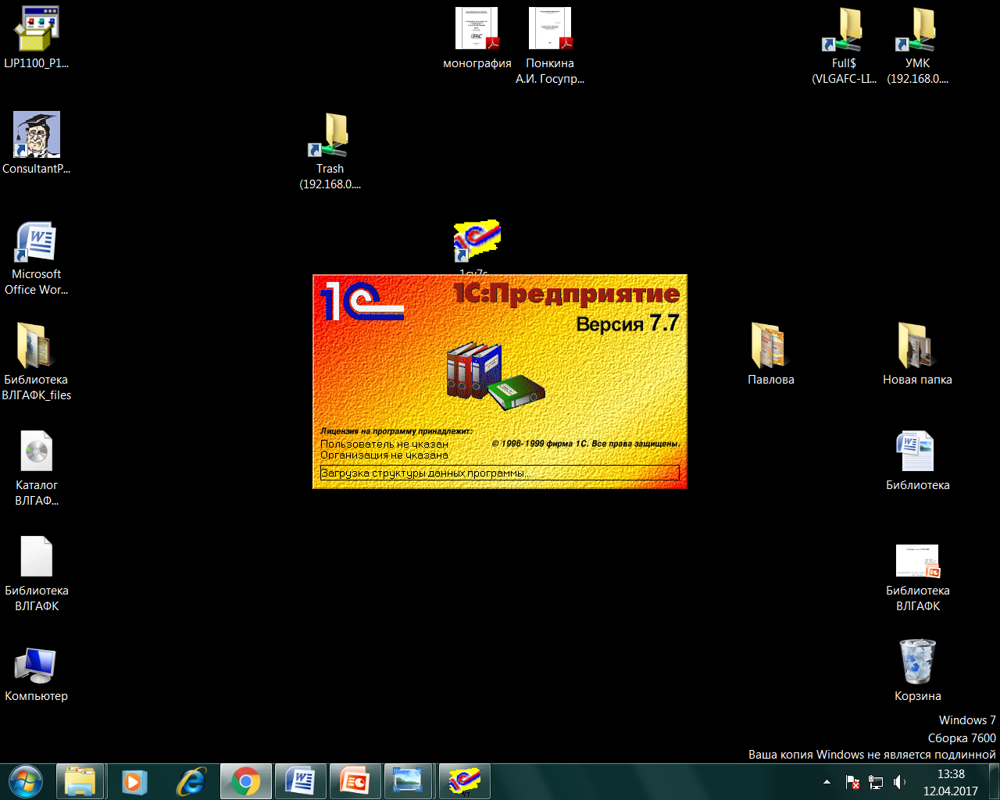 LJP1100_P1...
монография
Понкина
А.И. Госупр...
Full$
(VLGAFC-LI...
УМК
(192.168.0....
ConsultantP...
Trash
(192.168.0....
Microsoft
Office Wor...
1cv7s
1С:Предприятие
Версия 7.7
Лицензия на программу принадлежит:
Пользователь не указан
Организация не указана
© 1996-1999 фирма 1С. Все права защищены.
Загрузка структуры данных программы...
Библиотека
ВЛГАФК_files
Павлова
Новая папка
Каталог
ВЛГАФ...
Библиотека
Библиотека
ВЛГАФК
Библиотека
ВЛГАФК
Компьютер
Корзина
Windows 7
Сборка 7600
Ваша копия Windows не является подлинной
13:38
12.04.2017